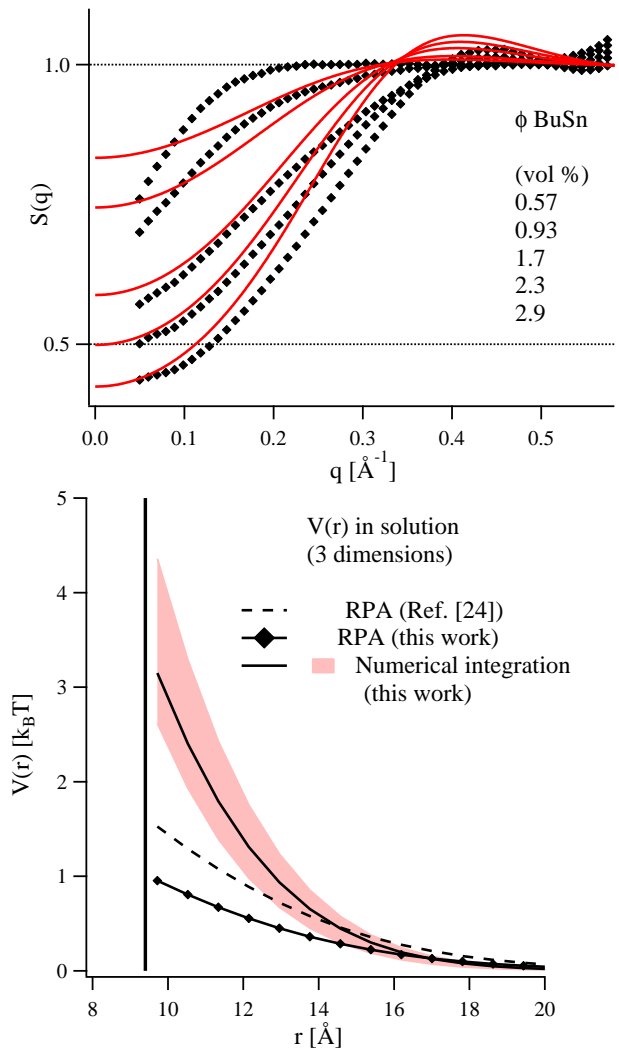 1.0
0.5
S(q)
ϕ BuSn
(vol %)
0.57
0.93
1.7
2.3
2.9
0.0 0.1 0.2 0.3 0.4 0.5
q [Å⁻¹]
5
4
3
2
1
0
V(r) [k_BT]
V(r) in solution
(3 dimensions)
RPA (Ref. [24])
RPA (this work)
Numerical integration
(this work)
8 10 12 14 16 18 20
r [Å]